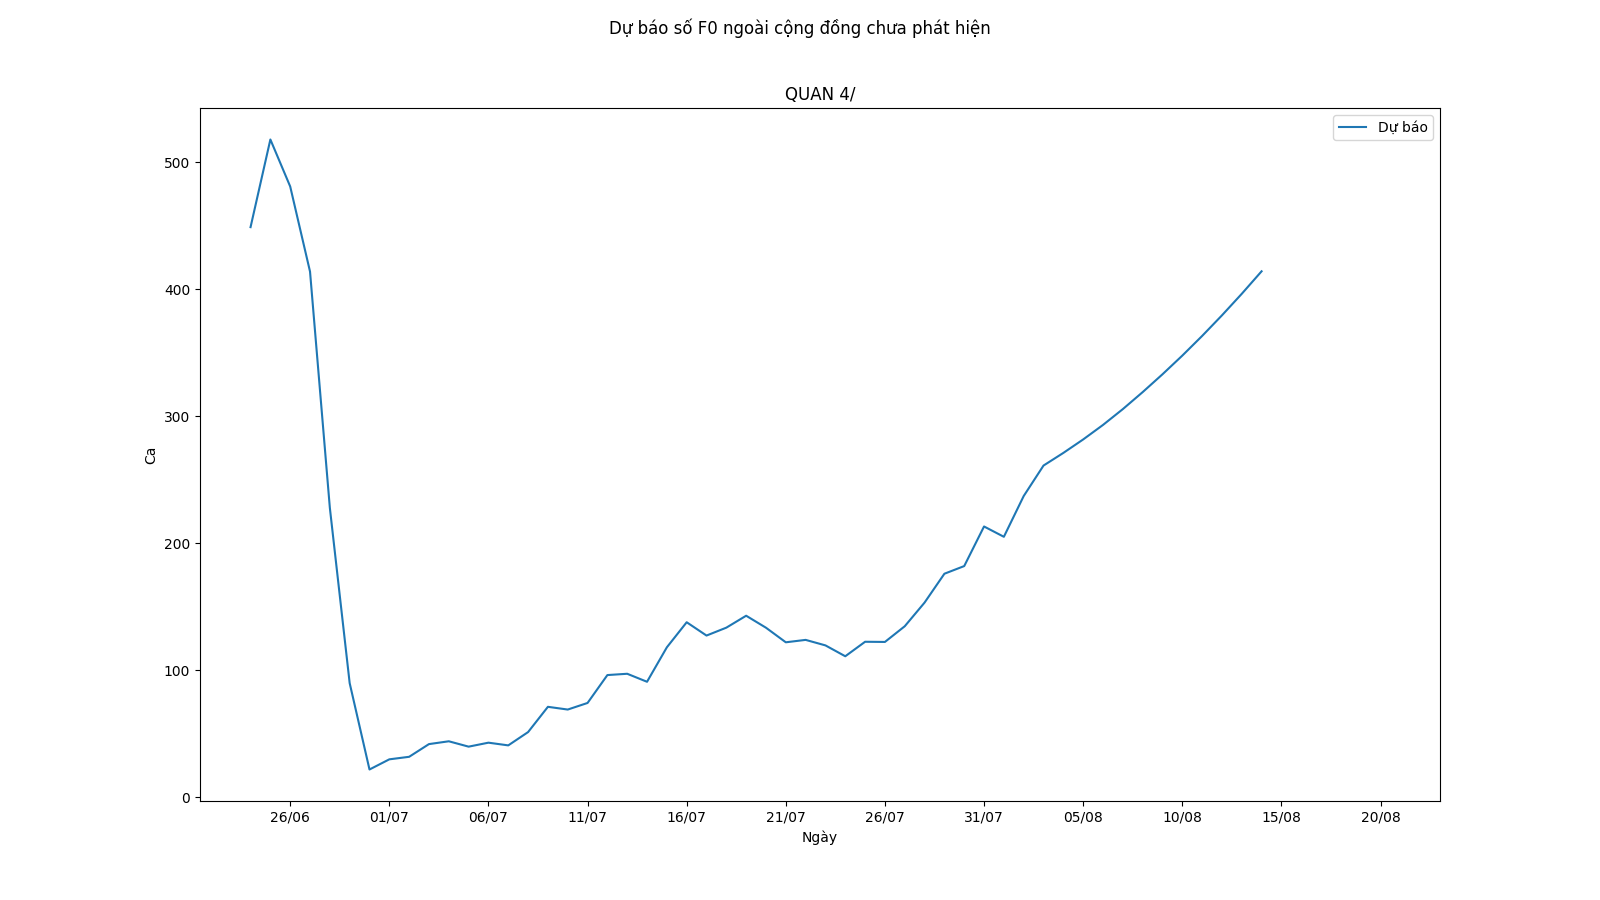 Dự báo số F0 ngoài cộng đồng chưa phát hiện
QUAN 4/
Dự báo
500
400
300
200
100
0
Ca
26/06 01/07 06/07 11/07 16/07 21/07 26/07 31/07 05/08 10/08 15/08 20/08
Ngày